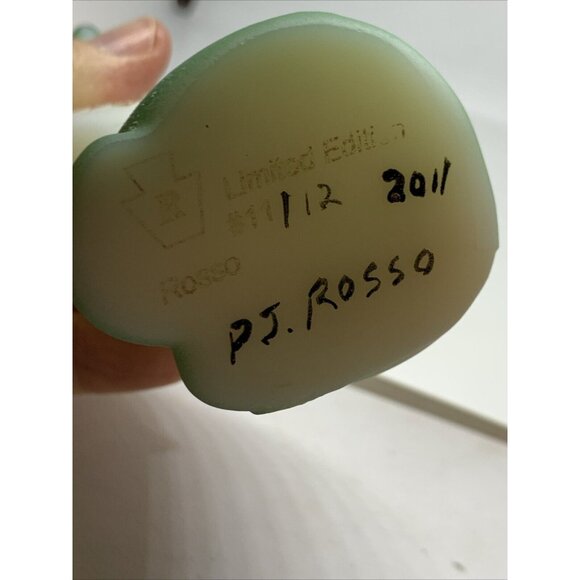 Limited Edition
#11/12 2011
Rosso
PJ. ROSSO